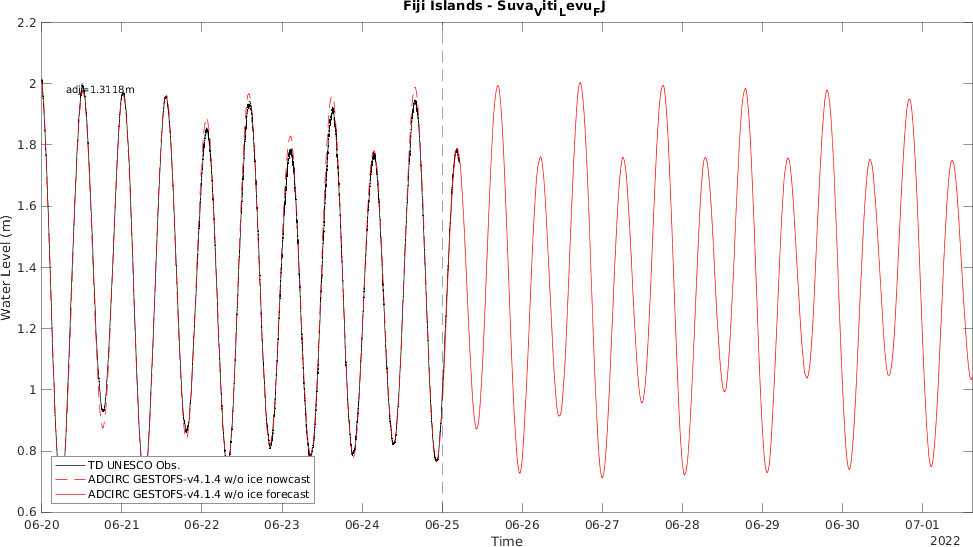 Fiji Islands - Suva_Viti_Levu_FJ
2.2
2
1.8
1.6
1.4
1.2
1
0.8
0.6
Water Level (m)
adj=1.3118m
TD UNESCO Obs.
ADCIRC GESTOFS-v4.1.4 w/o ice nowcast
ADCIRC GESTOFS-v4.1.4 w/o ice forecast
06-20 06-21 06-22 06-23 06-24 06-25 06-26 06-27 06-28 06-29 06-30 07-01
Time
2022